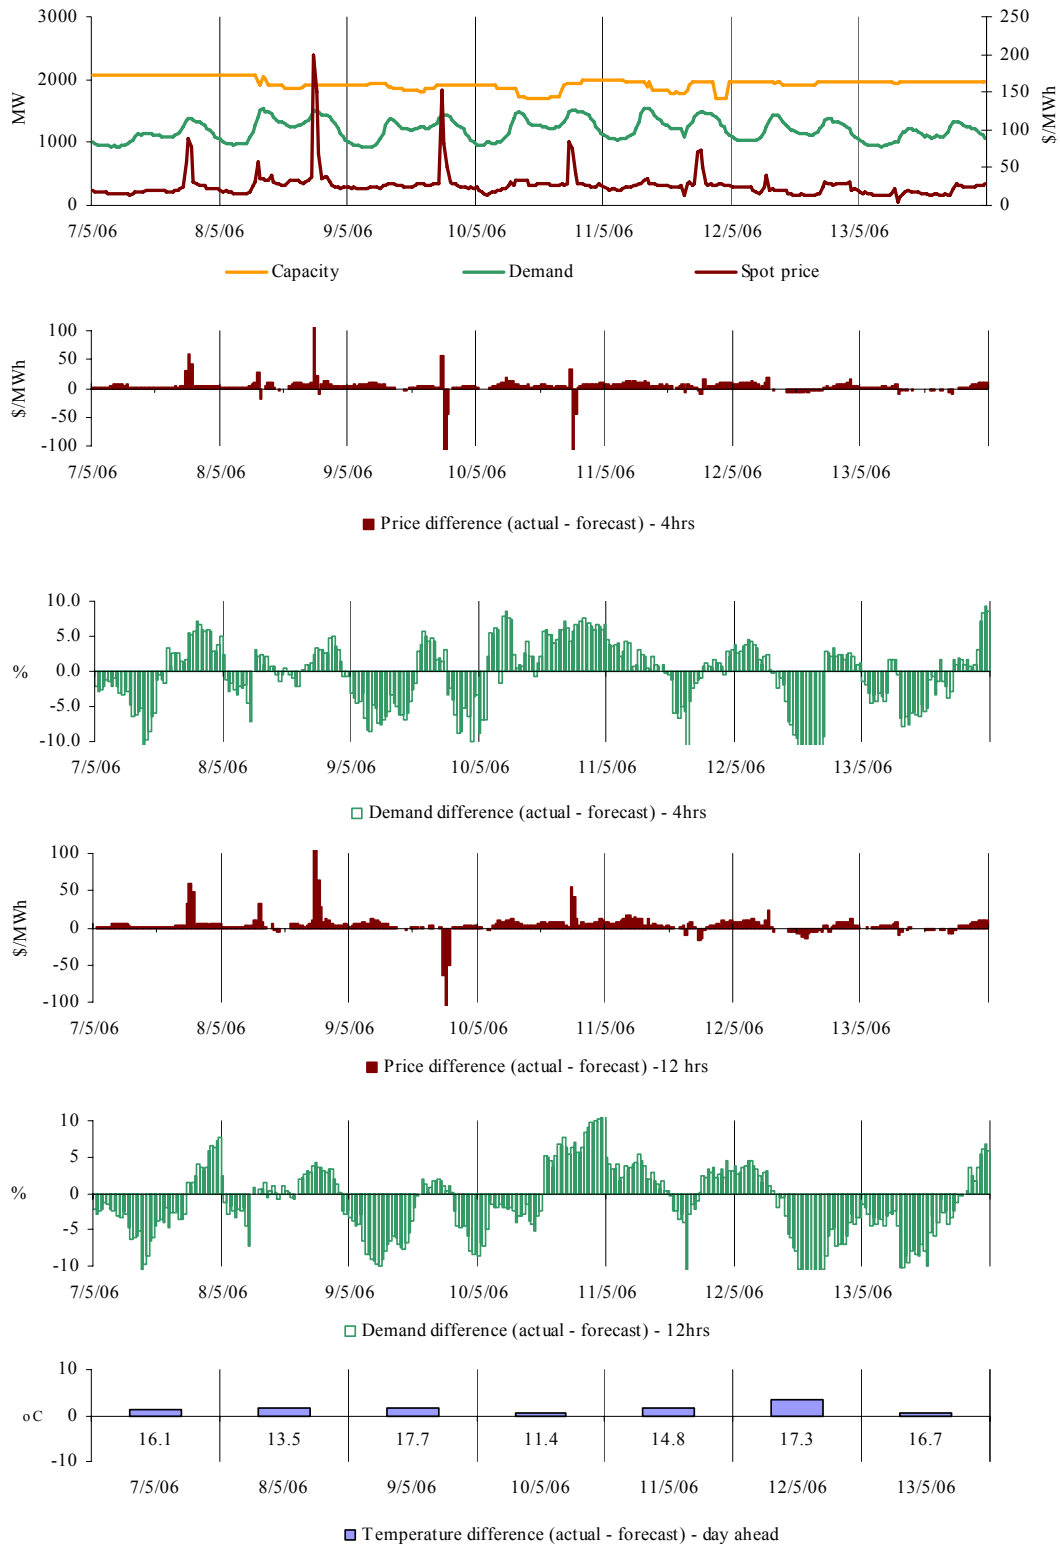 3000
2000
1000
0
MW
250
200
150
100
50
0
$/MWh
7/5/06 8/5/06 9/5/06 10/5/06 11/5/06 12/5/06 13/5/06
Capacity Demand Spot price
100
50
0
-50
-100
$/MWh
7/5/06 8/5/06 9/5/06 10/5/06 11/5/06 12/5/06 13/5/06
Price difference (actual - forecast) - 4hrs
10.0
5.0
0.0
-5.0
-10.0
%
7/5/06 8/5/06 9/5/06 10/5/06 11/5/06 12/5/06 13/5/06
Demand difference (actual - forecast) - 4hrs
100
50
0
-50
-100
$/MWh
7/5/06 8/5/06 9/5/06 10/5/06 11/5/06 12/5/06 13/5/06
Price difference (actual - forecast) -12 hrs
10
5
0
-5
-10
%
7/5/06 8/5/06 9/5/06 10/5/06 11/5/06 12/5/06 13/5/06
Demand difference (actual - forecast) - 12hrs
10
0
-10
oC
16.1 13.5 17.7 11.4 14.8 17.3 16.7
7/5/06 8/5/06 9/5/06 10/5/06 11/5/06 12/5/06 13/5/06
Temperature difference (actual - forecast) - day ahead